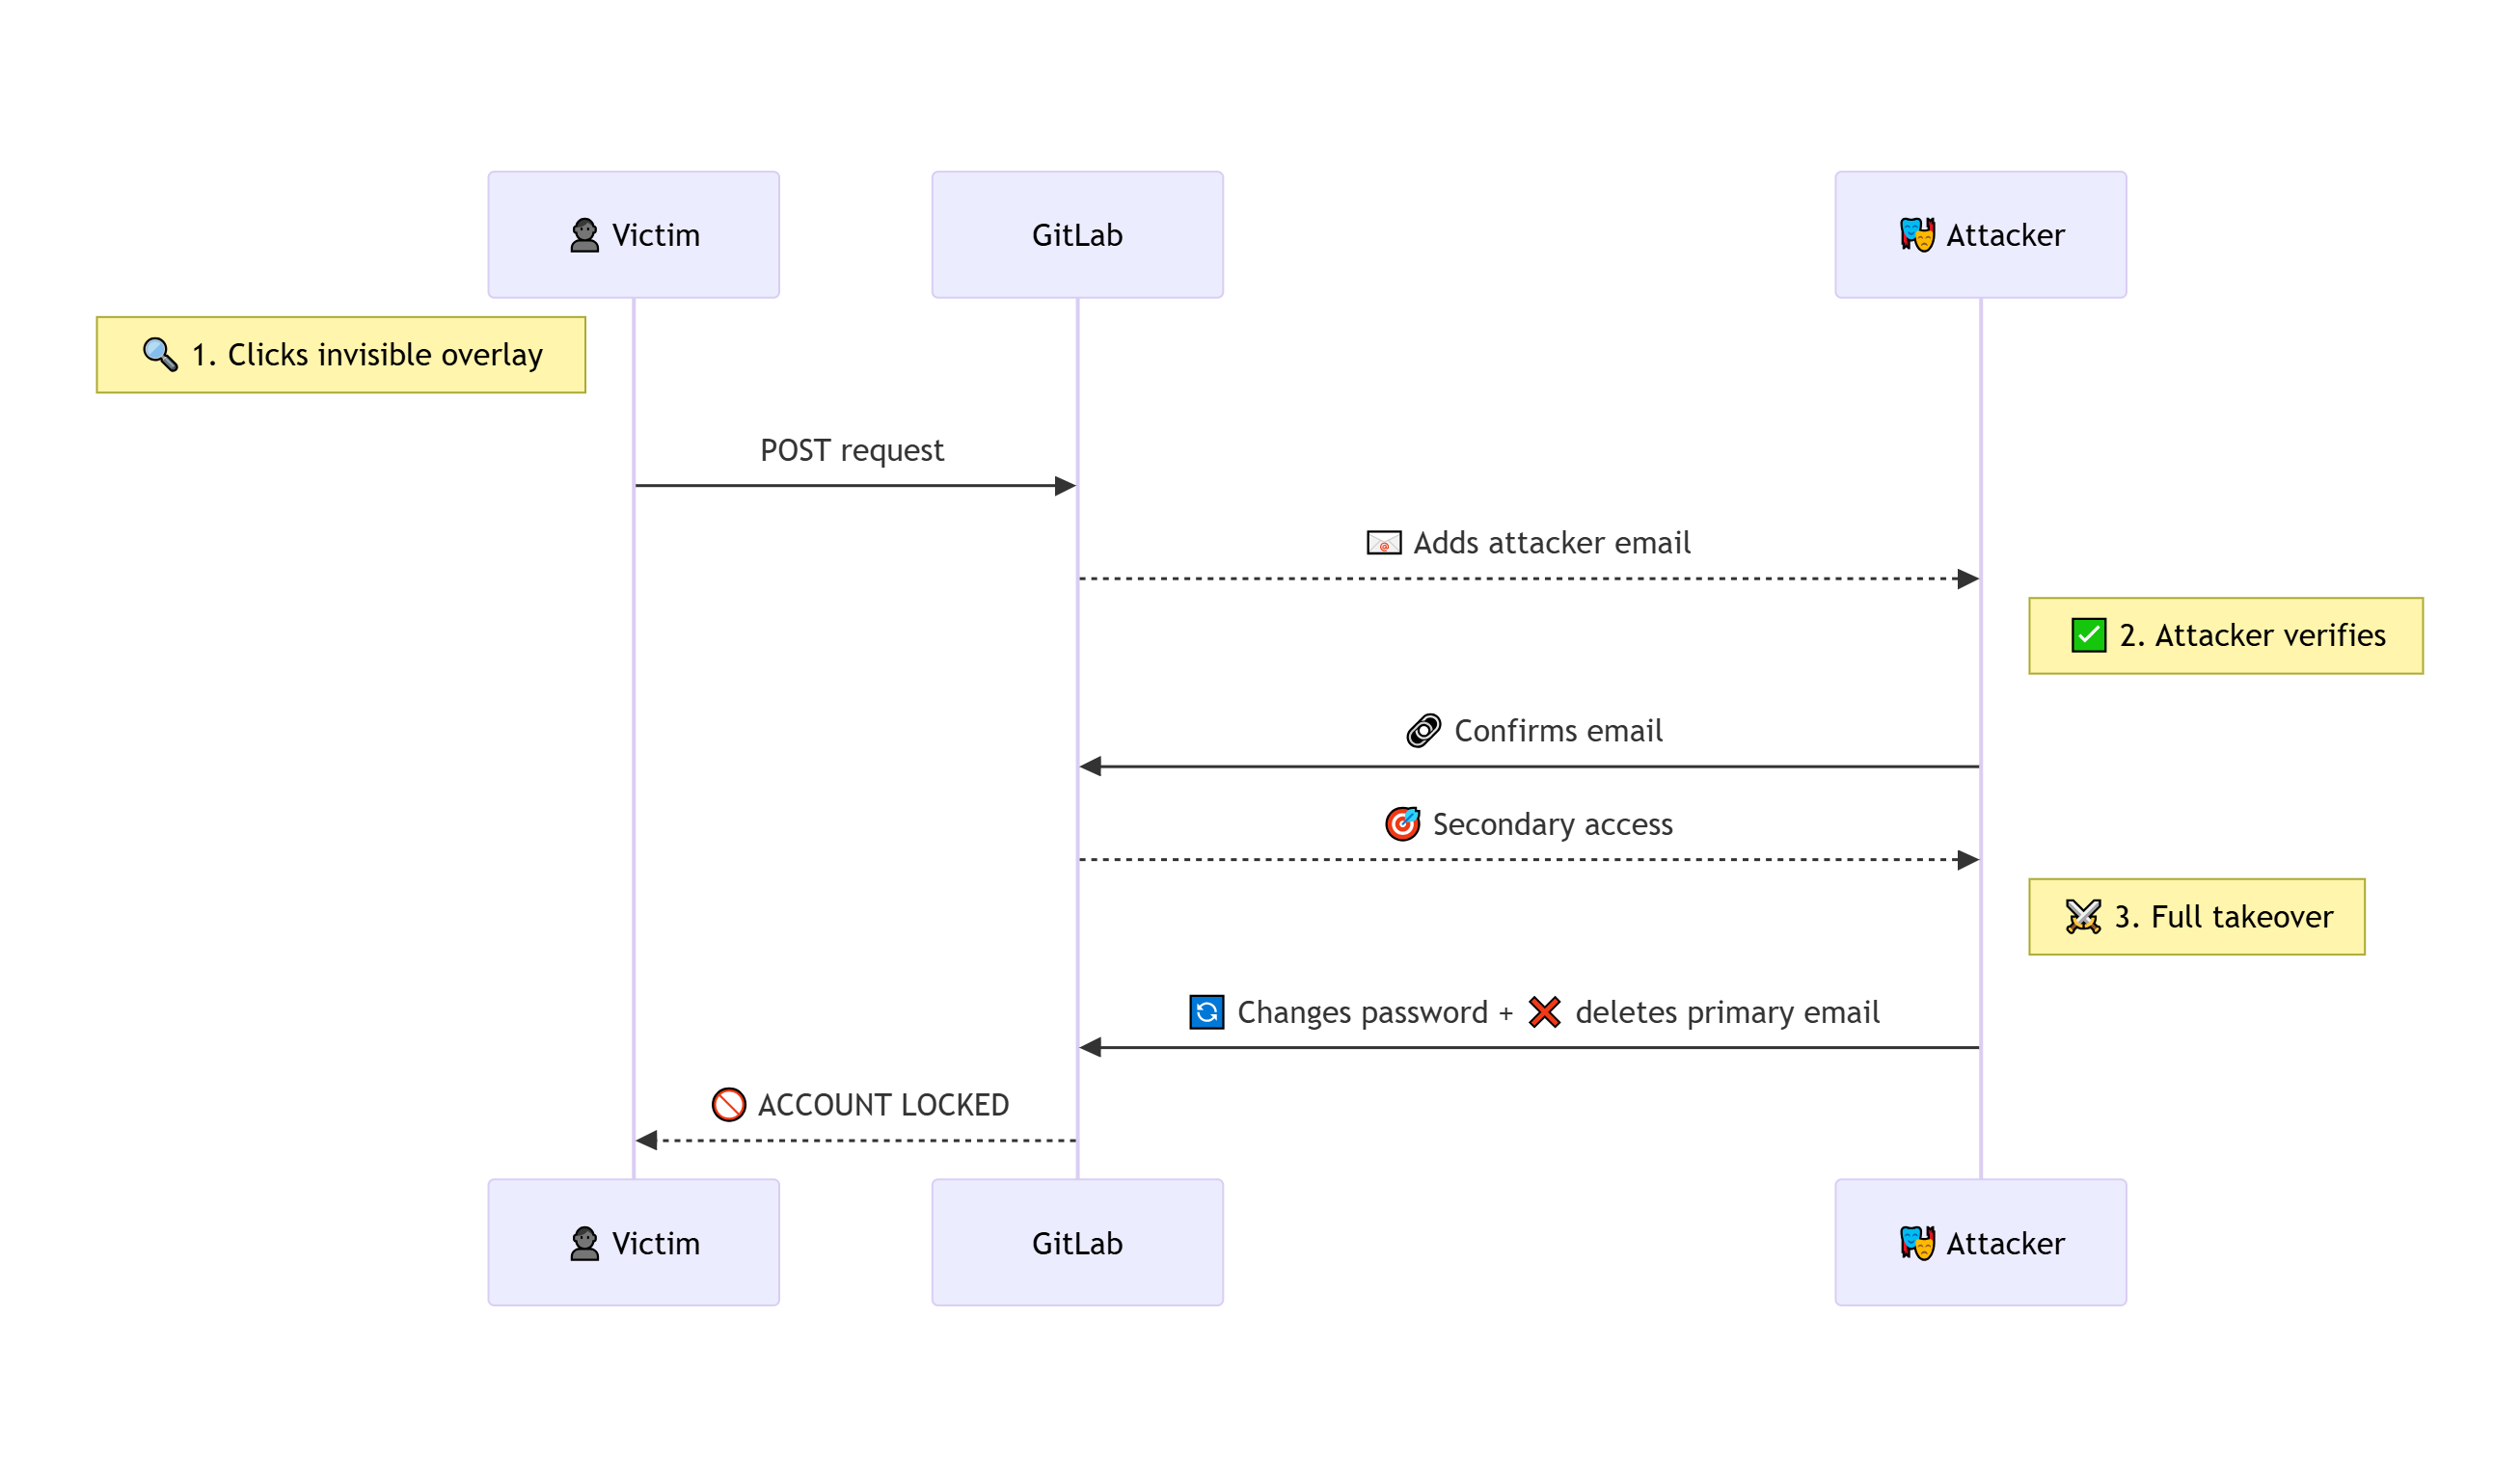 👤 Victim
GitLab
🎭 Attacker
🔍 1. Clicks invisible overlay
POST request
📧 Adds attacker email
✅ 2. Attacker verifies
🔗 Confirms email
🎯 Secondary access
⚔️ 3. Full takeover
🔄 Changes password + ❌ deletes primary email
🚫 ACCOUNT LOCKED
👤 Victim
GitLab
🎭 Attacker